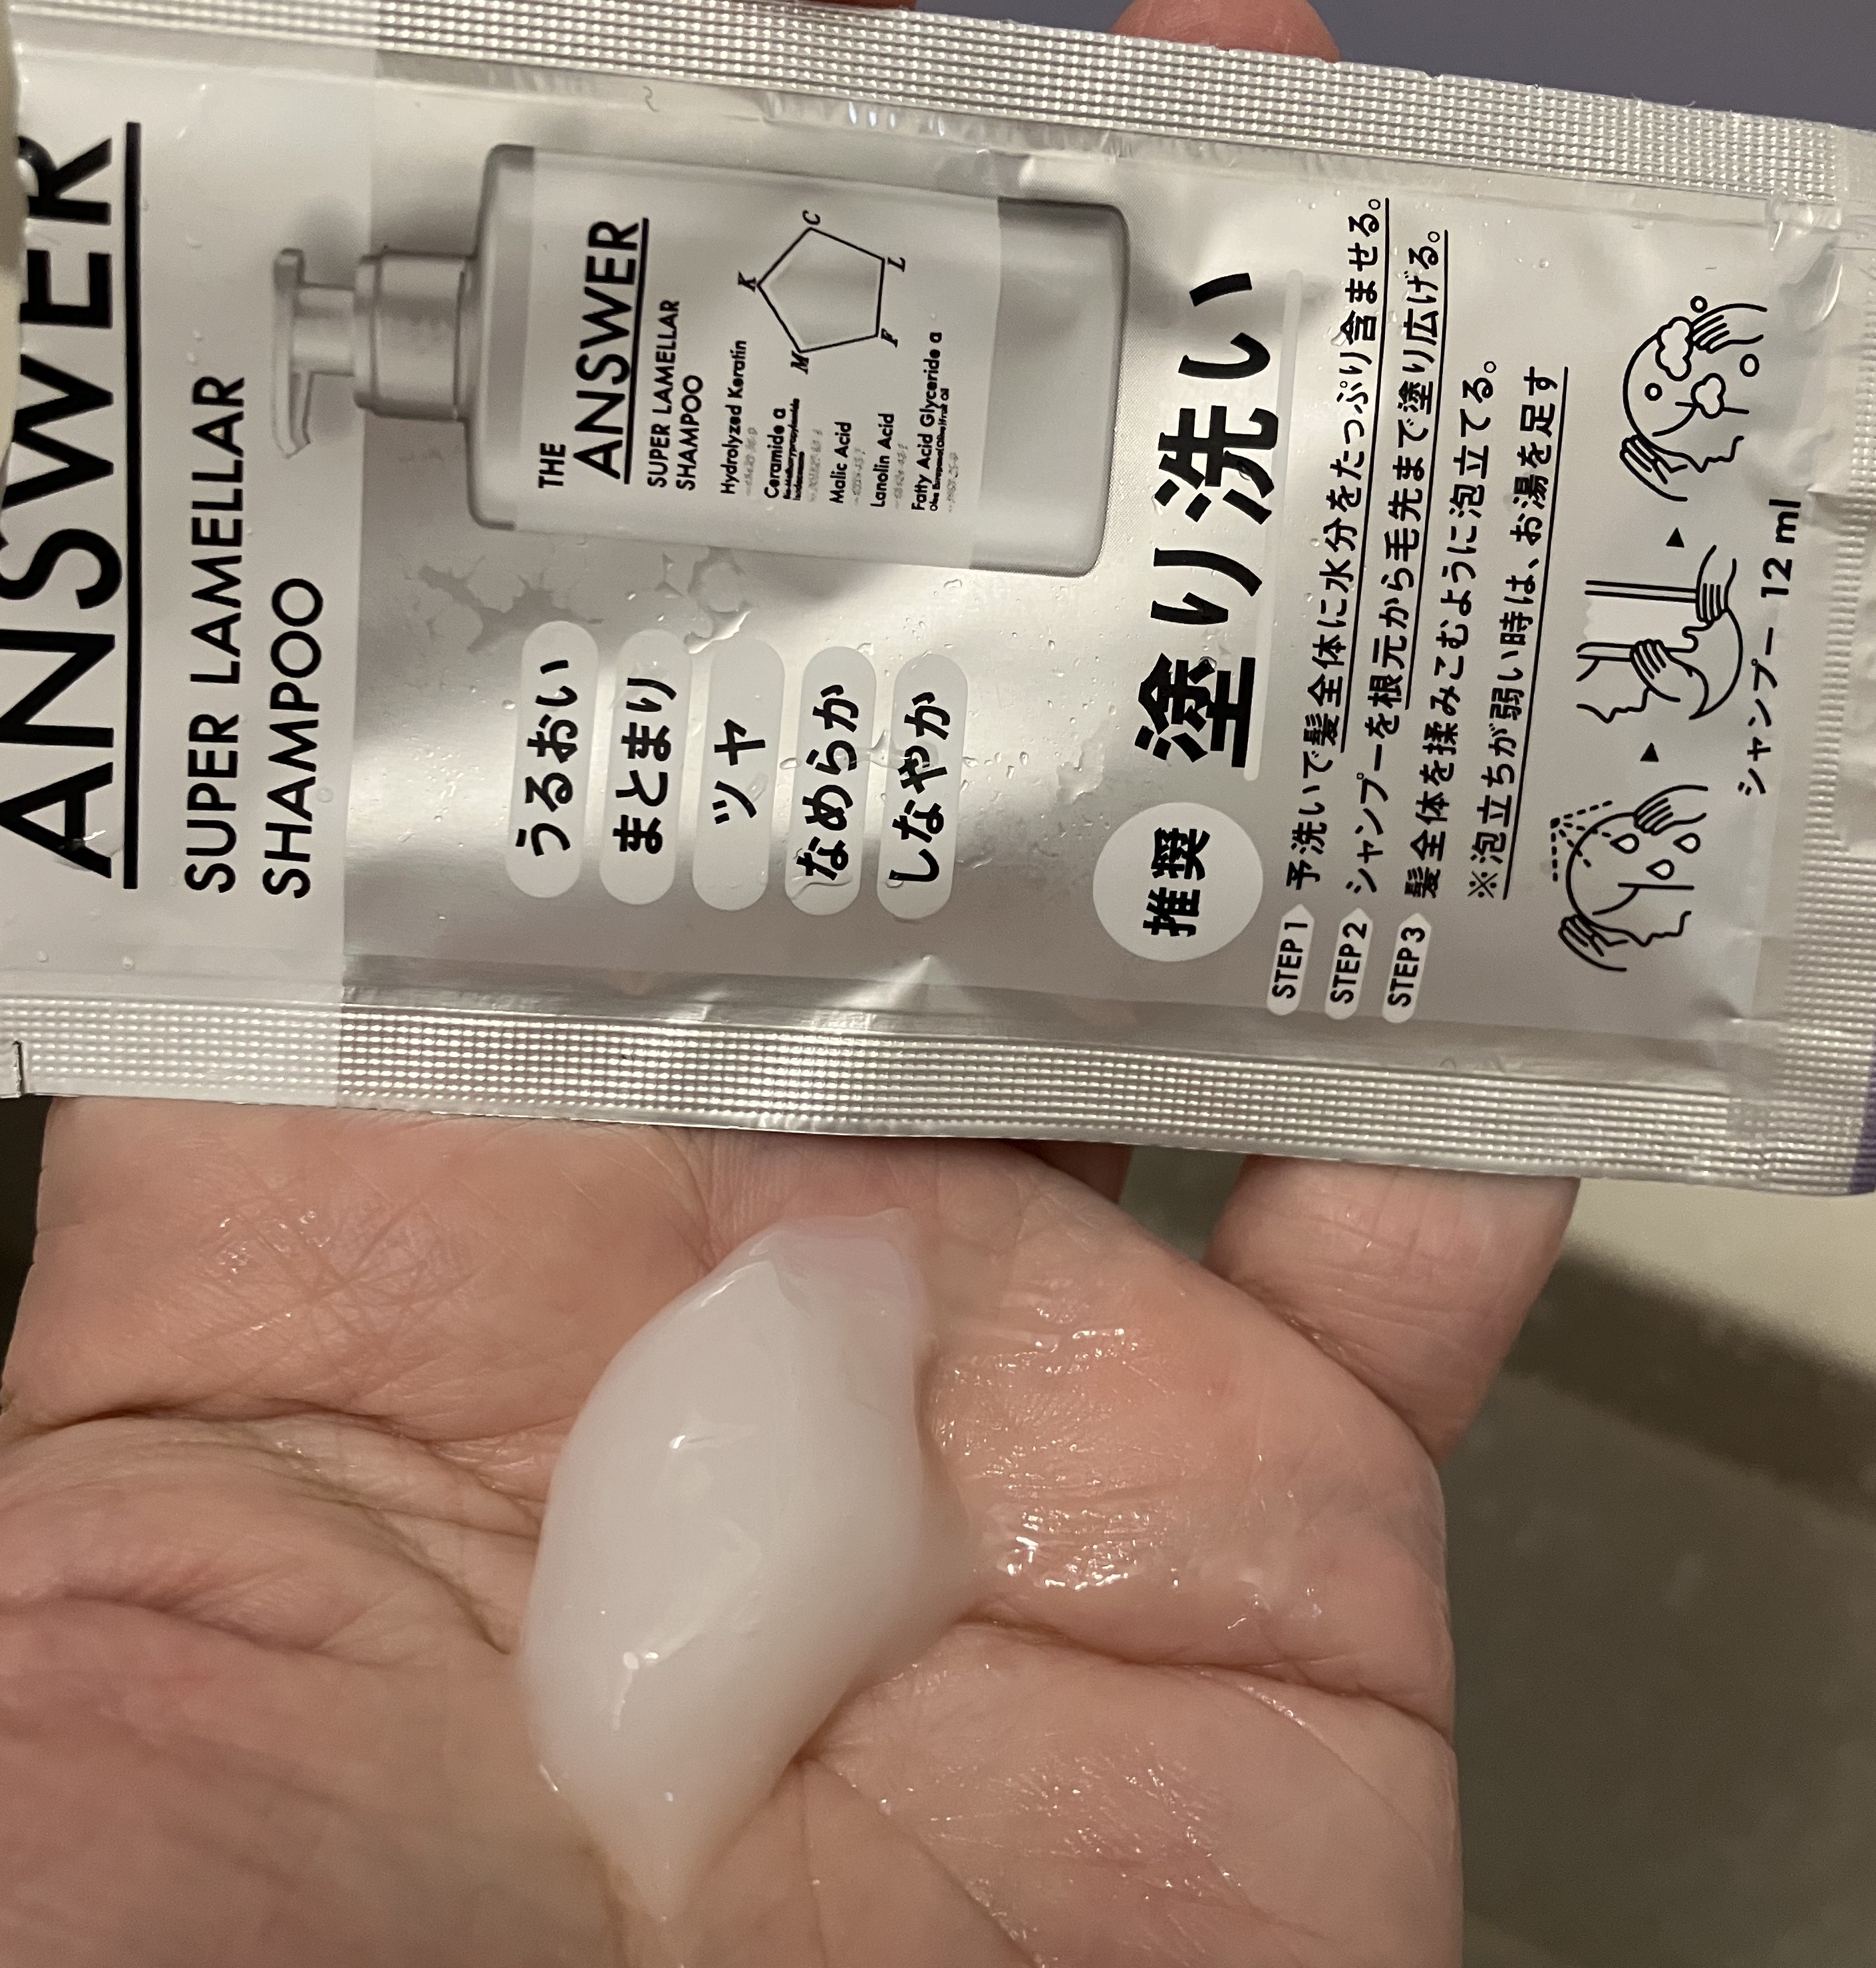 ANSWER
SUPER LAMELLAR
SHAMPOO
THE
ANSWER
SUPER LAMELLAR
SHAMPOO
Hydrolyzed Keratin
Ceramide a
Malic Acid
Lanolin Acid
Fatty Acid Glyceride a
K
C
M
L
F
うるおい
まとまり
ツヤ
なめらか
しなやか
推奨
塗り洗い
STEP 1 予洗いで髪全体に水分をたっぷり含ませる。
STEP 2 シャンプーを根元から毛先まで塗り広げる。
STEP 3 髪全体を揉みこむように泡立てる。
※泡立ちが弱い時は、お湯を足す
シャンプー 12 ml